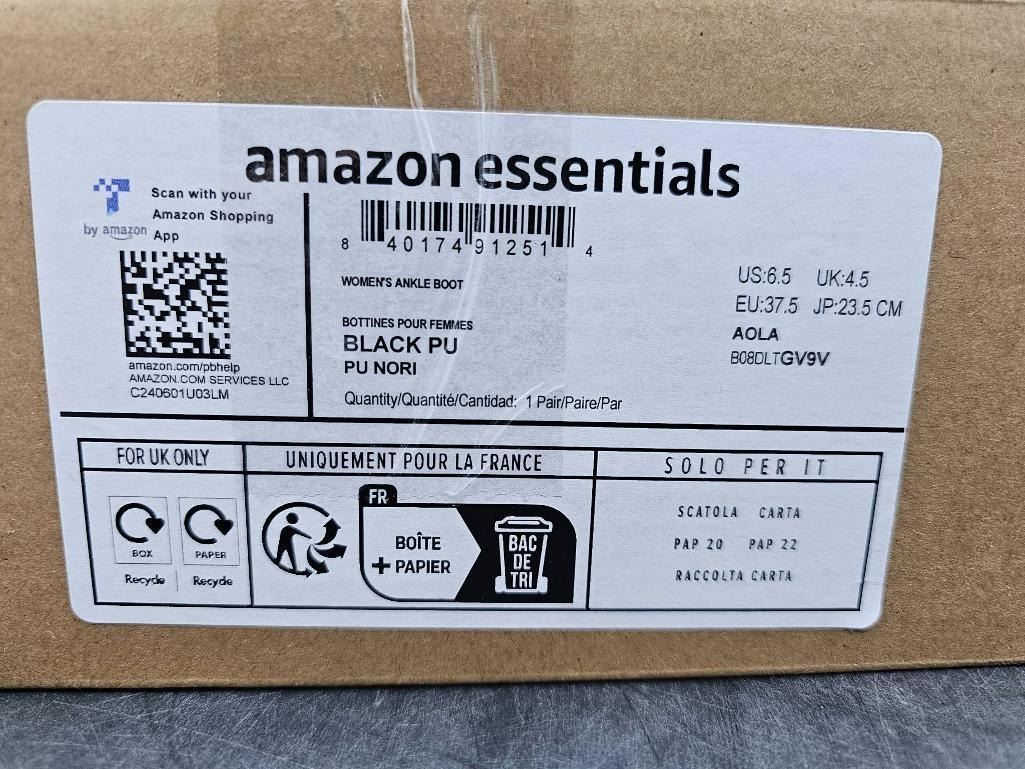 amazon essentials
Scan with your
Amazon Shopping
App
by amazon
8 40174 91251 4
WOMEN'S ANKLE BOOT
BOTTINES POUR FEMMES
BLACK PU
PU NORI
Quantity/Quantité/Cantidad: 1 Pair/Paire/Par
US:6.5 UK:4.5
EU:37.5 JP:23.5 CM
AOLA
B08DLTGV9V
amazon.com/pbhelp
AMAZON.COM SERVICES LLC
C240601U03LM
FOR UK ONLY
BOX PAPER
Recycle Recycle
UNIQUEMENT POUR LA FRANCE
FR
BOÎTE
+ PAPIER
BAC
DE
TRI
SOLO PER IT
SCATOLA CARTA
PAP 20 PAP 22
RACCOLTA CARTA